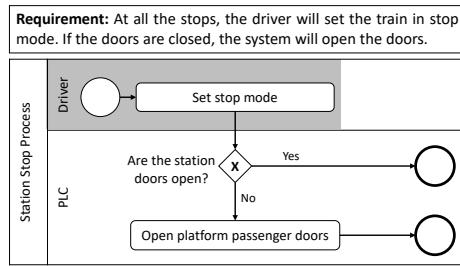 Requirement: At all the stops, the driver will set the train in stop
mode. If the doors are closed, the system will open the doors.
Station Stop Process
Driver
Set stop mode
PLC
Are the station
doors open?
X
Yes
No
Open platform passenger doors